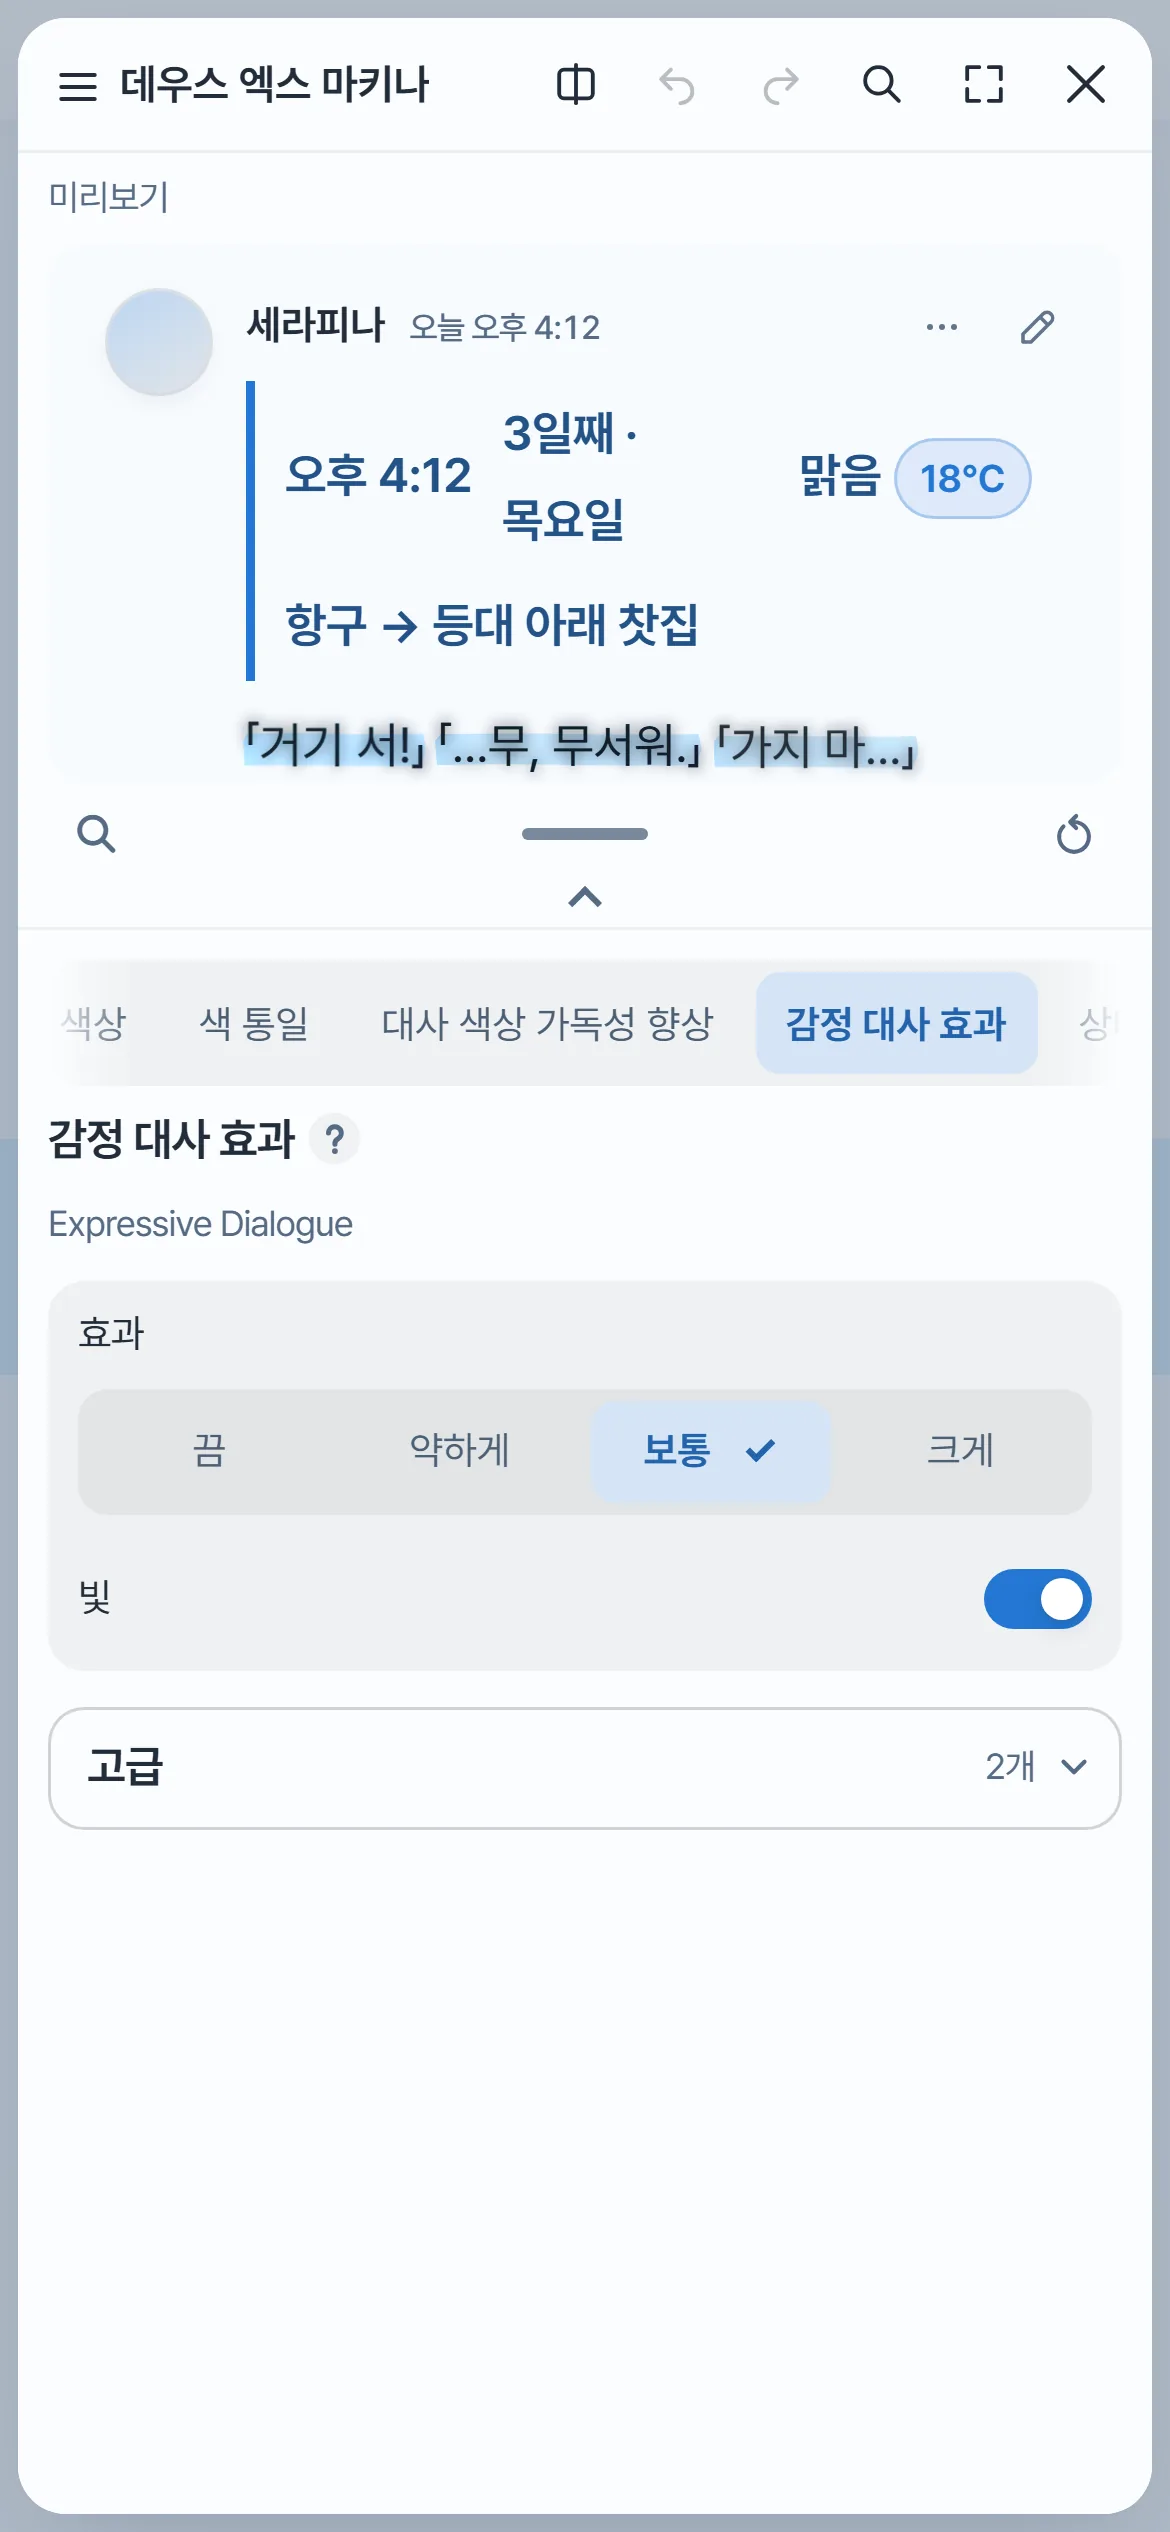 데우스 엑스 마키나
미리보기
세라피나 오늘 오후 4:12
오후 4:12 3일째 · 목요일 맑음 18°C
항구 → 등대 아래 찻집
「거기 서!」 「...무, 무서워.」 「가지 마...」
색상 색 통일 대사 색상 가독성 향상 감정 대사 효과
감정 대사 효과 ?
Expressive Dialogue
효과
끔 약하게 보통 크게
빛
고급 2개